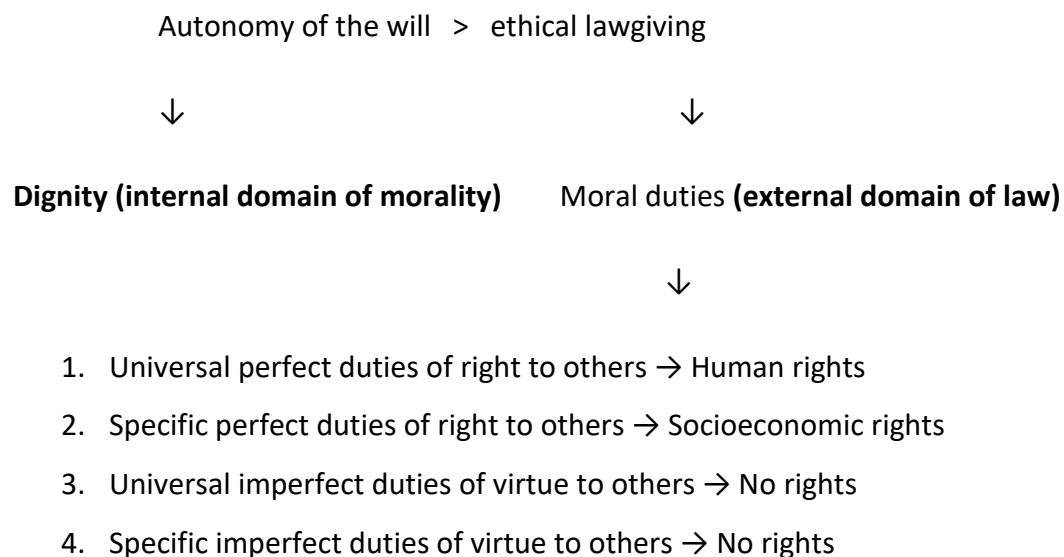 Autonomy of the will > ethical lawgiving
↓ ↓
Dignity (internal domain of morality) Moral duties (external domain of law)
↓
1. Universal perfect duties of right to others → Human rights
2. Specific perfect duties of right to others → Socioeconomic rights
3. Universal imperfect duties of virtue to others → No rights
4. Specific imperfect duties of virtue to others → No rights